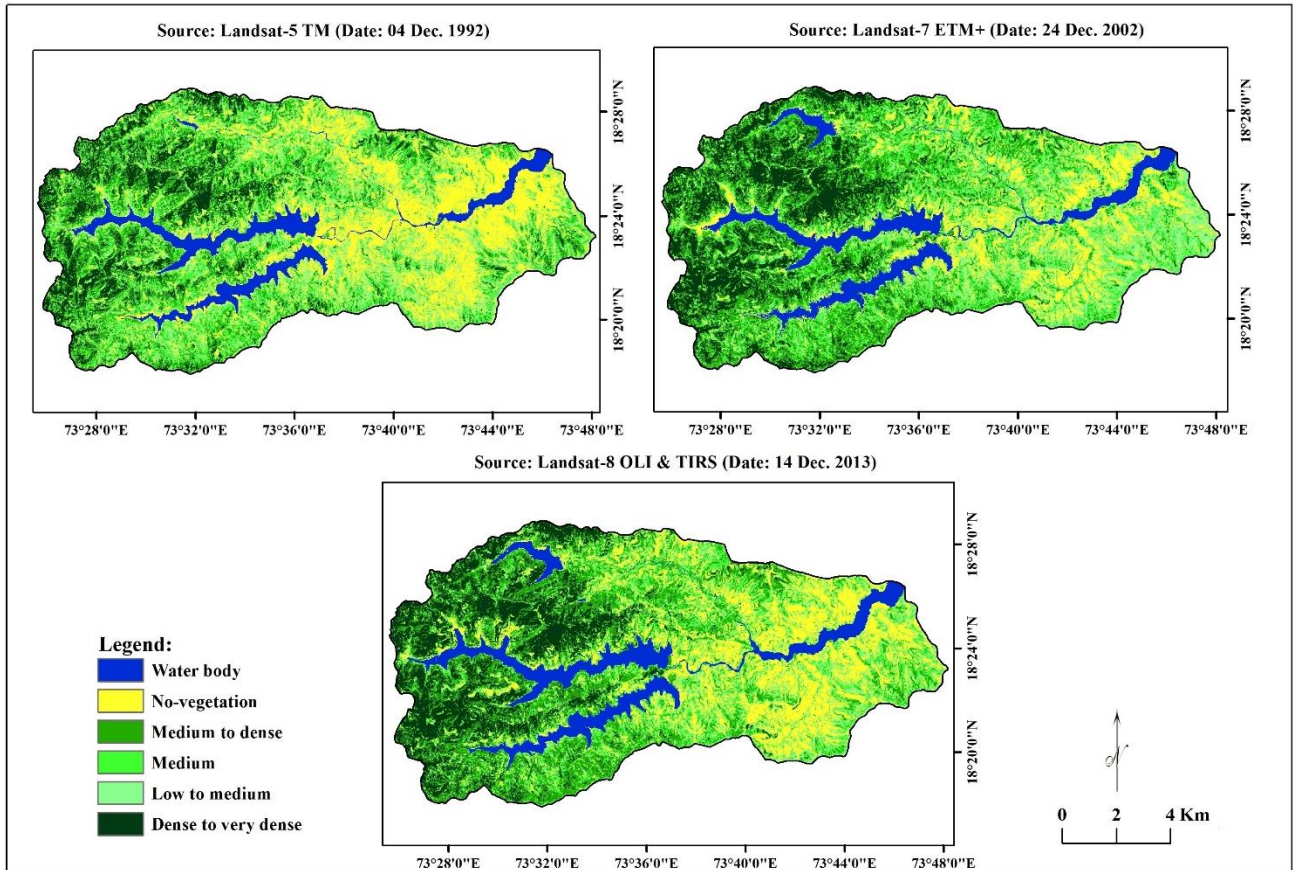 Source: Landsat-5 TM (Date: 04 Dec. 1992)
18°28'0"N
18°24'0"N
18°20'0"N
73°28'0"E 73°32'0"E 73°36'0"E 73°40'0"E 73°44'0"E 73°48'0"E
Source: Landsat-7 ETM+ (Date: 24 Dec. 2002)
18°28'0"N
18°24'0"N
18°20'0"N
73°28'0"E 73°32'0"E 73°36'0"E 73°40'0"E 73°44'0"E 73°48'0"E
Source: Landsat-8 OLI & TIRS (Date: 14 Dec. 2013)
18°28'0"N
18°24'0"N
18°20'0"N
73°28'0"E 73°32'0"E 73°36'0"E 73°40'0"E 73°44'0"E 73°48'0"E
Legend:
Water body
No-vegetation
Medium to dense
Medium
Low to medium
Dense to very dense
N
0 2 4 Km